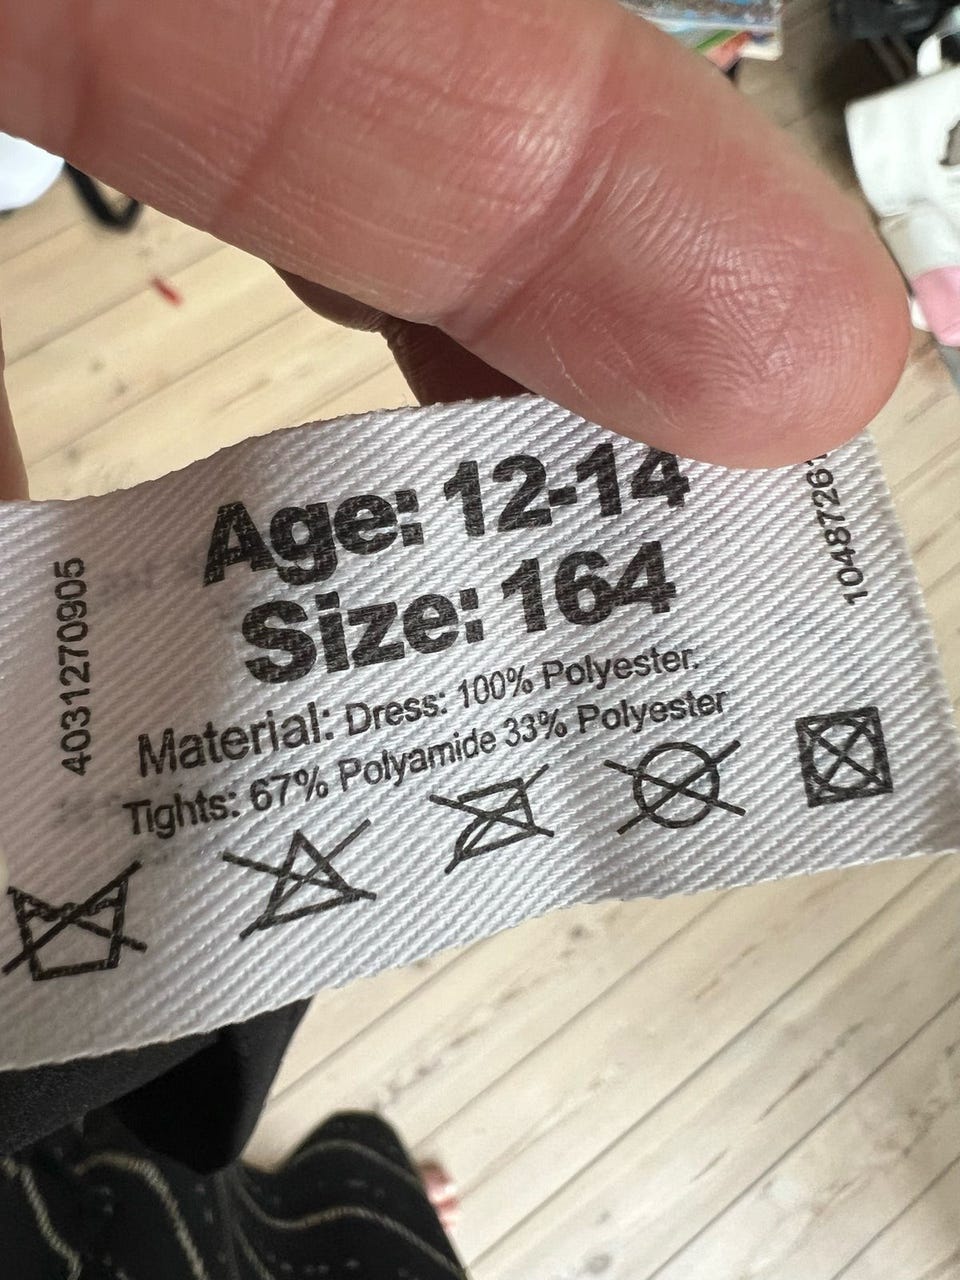 Age: 12-14
Size: 164
Material: Dress: 100% Polyester.
Tights: 67% Polyamide 33% Polyester
4031270905